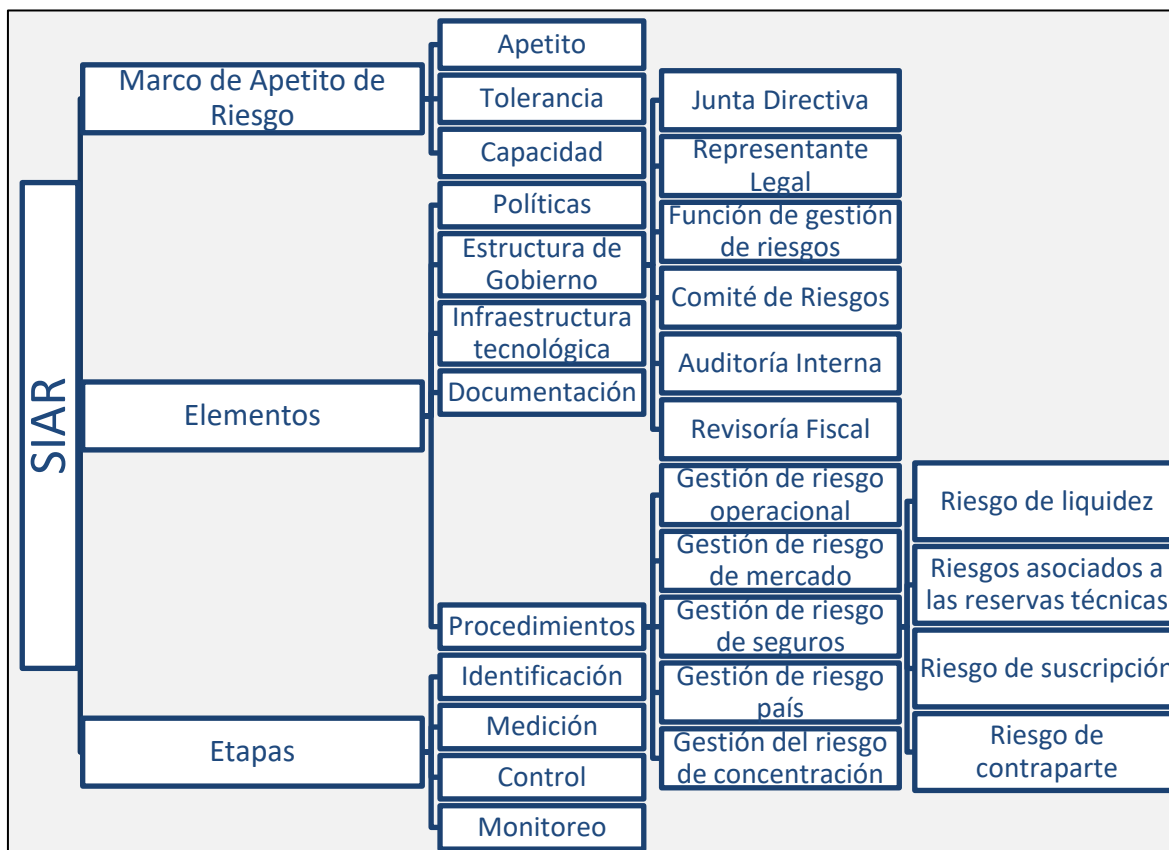 SIAR
Marco de Apetito de
Riesgo
Apetito
Tolerancia
Capacidad
Elementos
Políticas
Estructura de
Gobierno
Junta Directiva
Representante
Legal
Función de gestión
de riesgos
Comité de Riesgos
Auditoría Interna
Revisoría Fiscal
Infraestructura
tecnológica
Documentación
Procedimientos
Gestión de riesgo
operacional
Gestión de riesgo
de mercado
Gestión de riesgo
de seguros
Riesgo de liquidez
Riesgos asociados a
las reservas técnicas
Riesgo de suscripción
Riesgo de
contraparte
Gestión de riesgo
país
Gestión del riesgo
de concentración
Etapas
Identificación
Medición
Control
Monitoreo